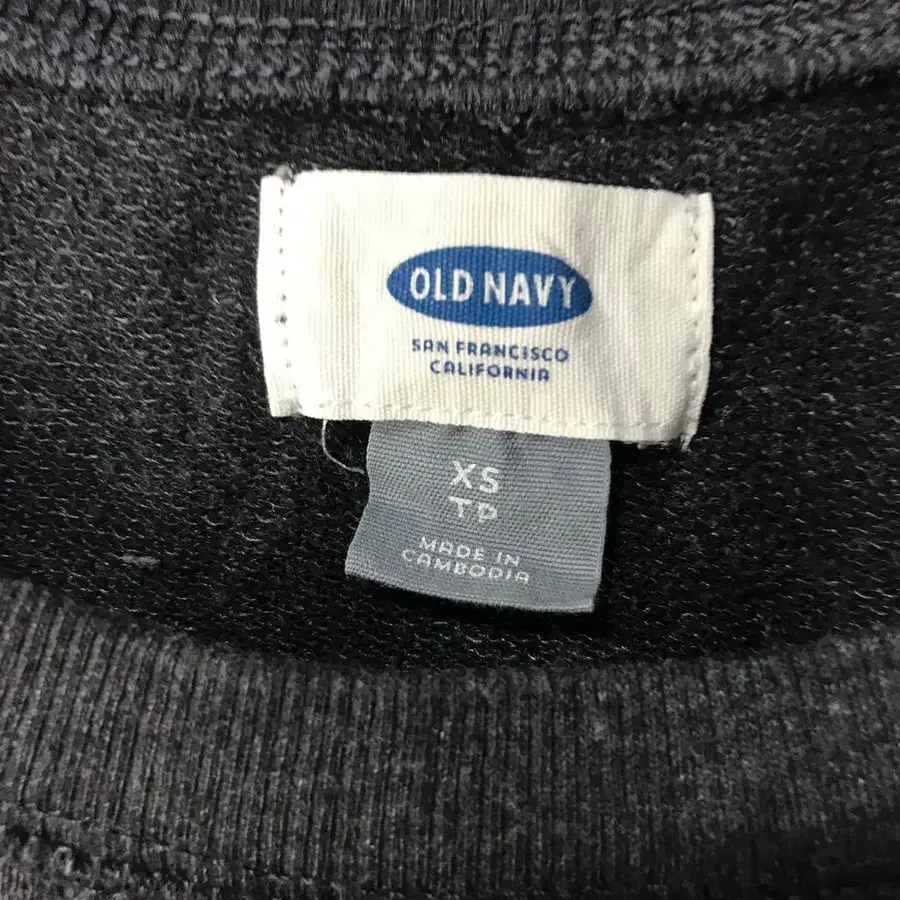 OLD NAVY
SAN FRANCISCO
CALIFORNIA
XS
TP
MADE IN
CAMBODIA